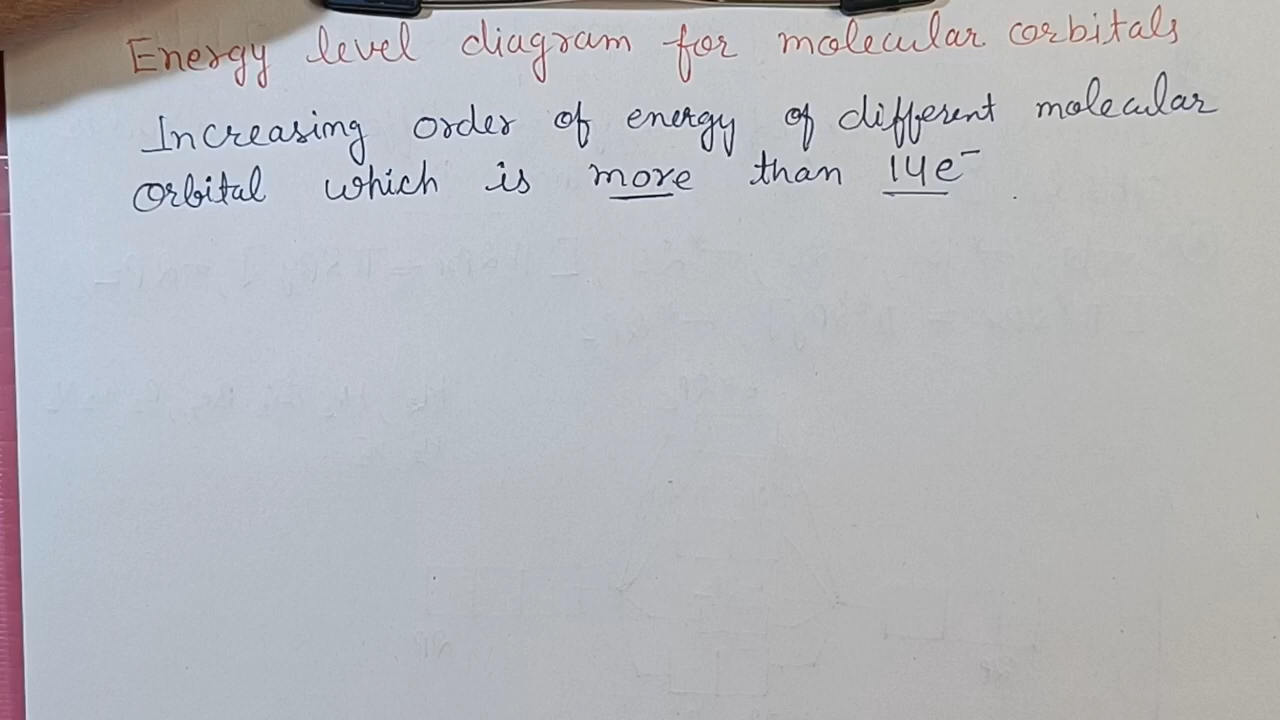 Energy level diagram for molecular orbitals
Increasing order of energy of different molecular
orbital which is more than 14e⁻ .